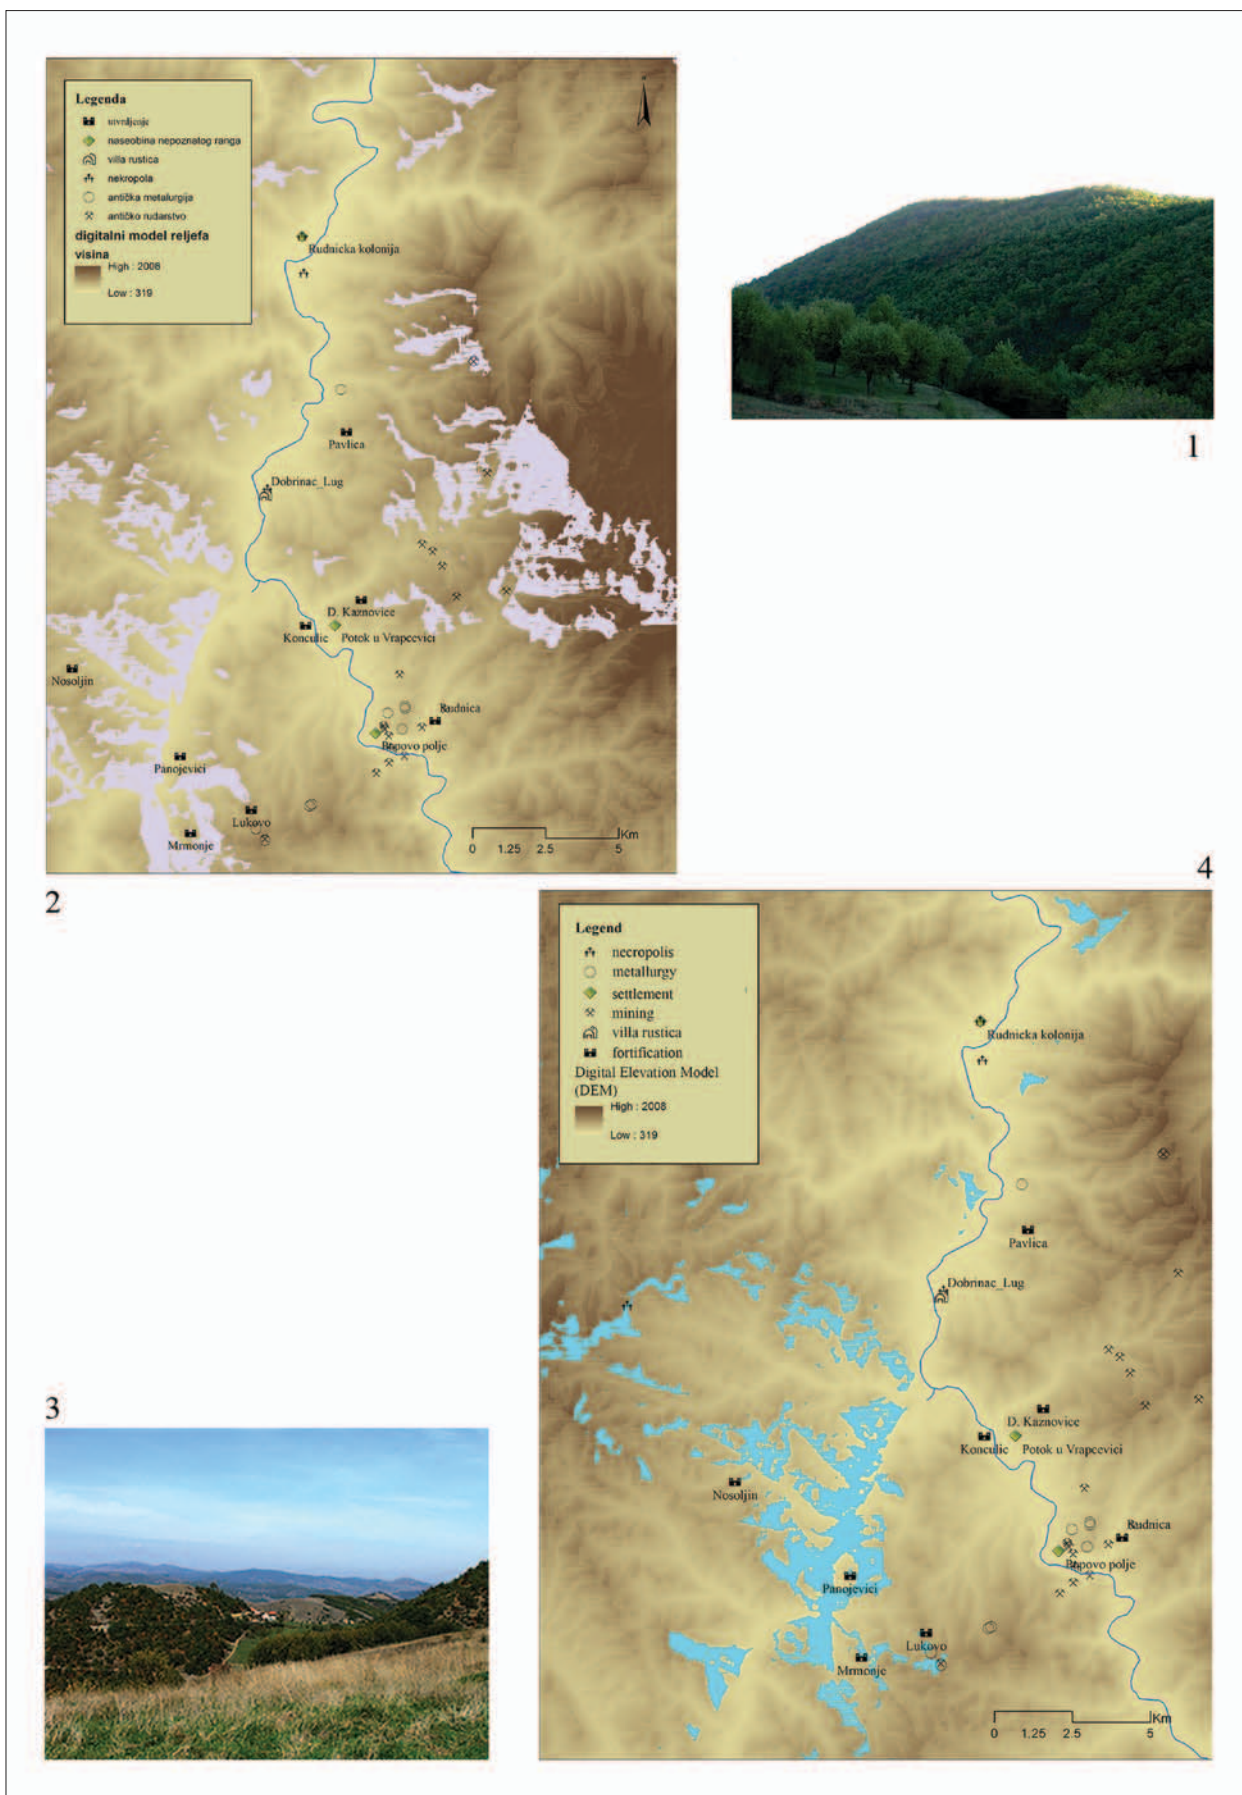 Legenda
utvrdjenje
naseobina nepoznatog ranga
villa rustica
nekropola
antička metalurgija
antičko rudarstvo
digitalni model reljefa
visina
High : 2008
Low : 319
Rudnicka kolonija
Pavlica
Dobrinac_Lug
D. Kaznovice
Konculic
Potok u Vrapcevici
Nosoljin
Rudnica
Popovo polje
Panojevici
Lukovo
Mrmonje
Km
0 1.25 2.5 5
1
2
4
Legend
necropolis
metallurgy
settlement
mining
villa rustica
fortification
Digital Elevation Model
(DEM)
High : 2008
Low : 319
Rudnicka kolonija
Pavlica
Dobrinac_Lug
D. Kaznovice
Konculic
Potok u Vrapcevici
Nosoljin
Rudnica
Popovo polje
Panojevici
Lukovo
Mrmonje
Km
0 1.25 2.5 5
3